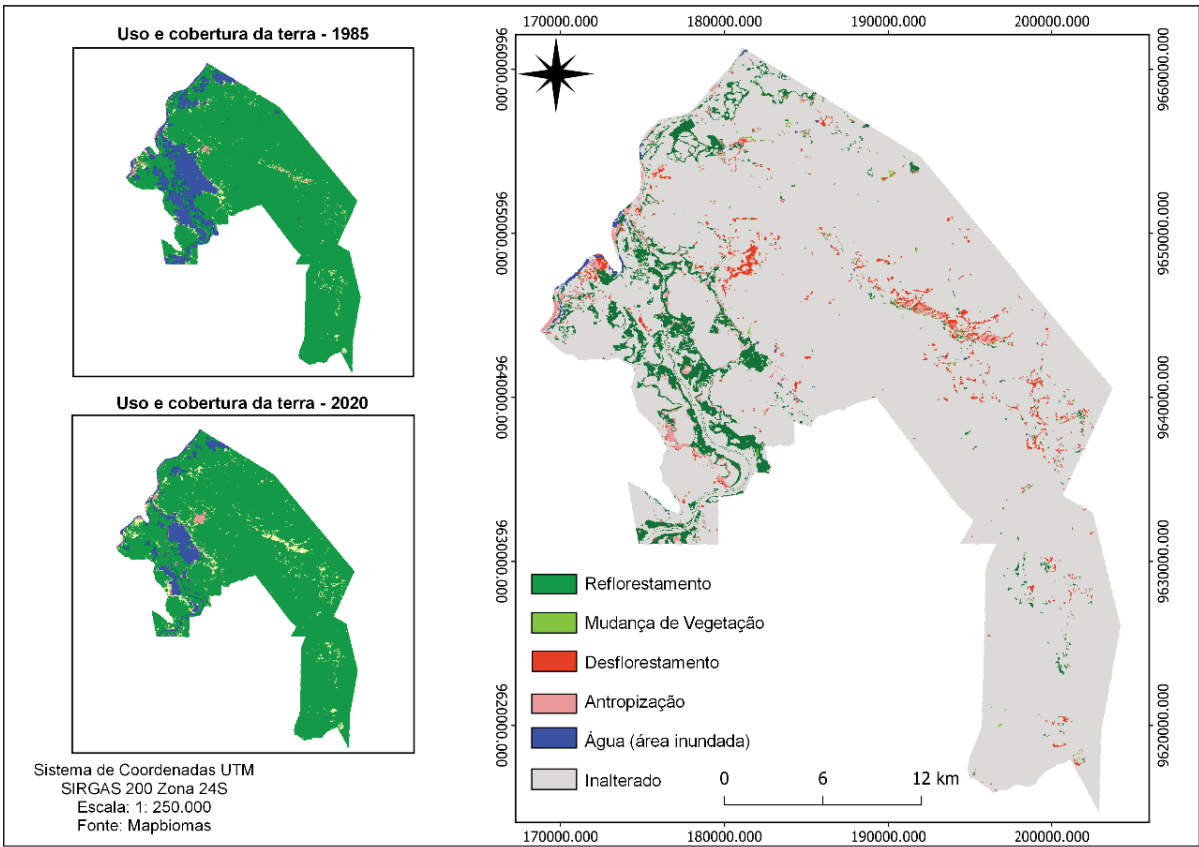 Uso e cobertura da terra - 1985
Uso e cobertura da terra - 2020
Sistema de Coordenadas UTM
SIRGAS 200 Zona 24S
Escala: 1: 250.000
Fonte: Mapbiomas
170000.000 180000.000 190000.000 200000.000
9660000.000 9660000.000
9650000.000 9650000.000
9640000.000 9640000.000
9630000.000 9630000.000
9620000.000 9620000.000
Reflorestamento
Mudança de Vegetação
Desflorestamento
Antropização
Água (área inundada)
Inalterado
0 6 12 km
170000.000 180000.000 190000.000 200000.000